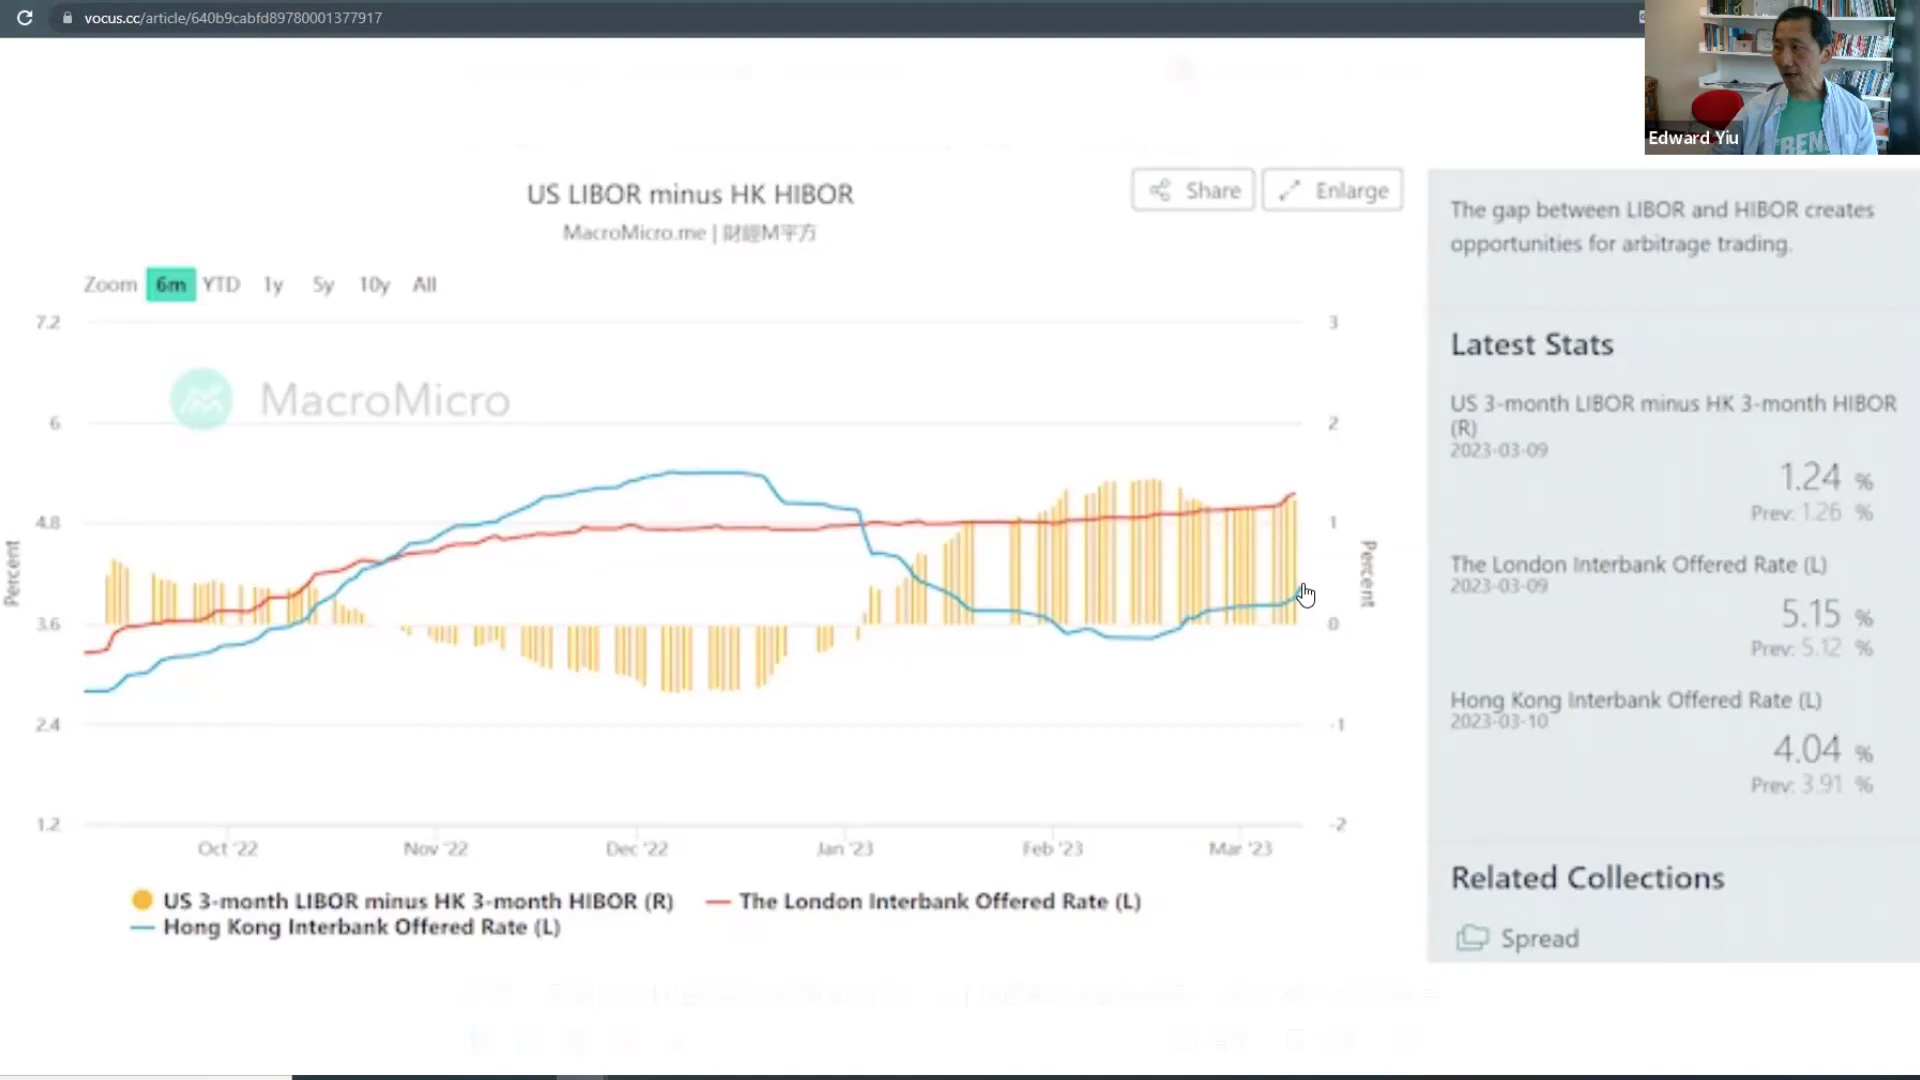 vocus.cc/article/640b9cabfd89780001377917
Edward Yiu
TREN
US LIBOR minus HK HIBOR
MacroMicro.me | 財經M平方
Share
Enlarge
Zoom 6m YTD 1y 5y 10y All
MacroMicro
7.2
6
4.8
3.6
2.4
1.2
Percent
3
2
1
0
-1
-2
Percent
Oct '22 Nov '22 Dec '22 Jan '23 Feb '23 Mar '23
US 3-month LIBOR minus HK 3-month HIBOR (R) The London Interbank Offered Rate (L)
Hong Kong Interbank Offered Rate (L)
The gap between LIBOR and HIBOR creates
opportunities for arbitrage trading.
Latest Stats
US 3-month LIBOR minus HK 3-month HIBOR
(R)
2023-03-09
1.24 %
Prev: 1.26 %
The London Interbank Offered Rate (L)
2023-03-09
5.15 %
Prev: 5.12 %
Hong Kong Interbank Offered Rate (L)
2023-03-10
4.04 %
Prev: 3.91 %
Related Collections
Spread